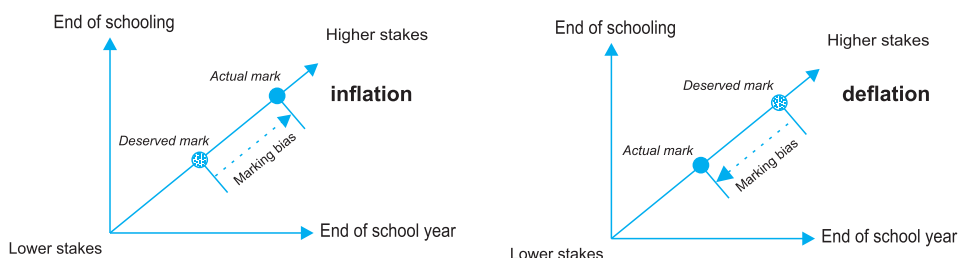 End of schooling
Higher stakes
Actual mark
inflation
Deserved mark
Marking bias
End of school year
Lower stakes
End of schooling
Higher stakes
Deserved mark
deflation
Actual mark
Marking bias
End of school year
Lower stakes